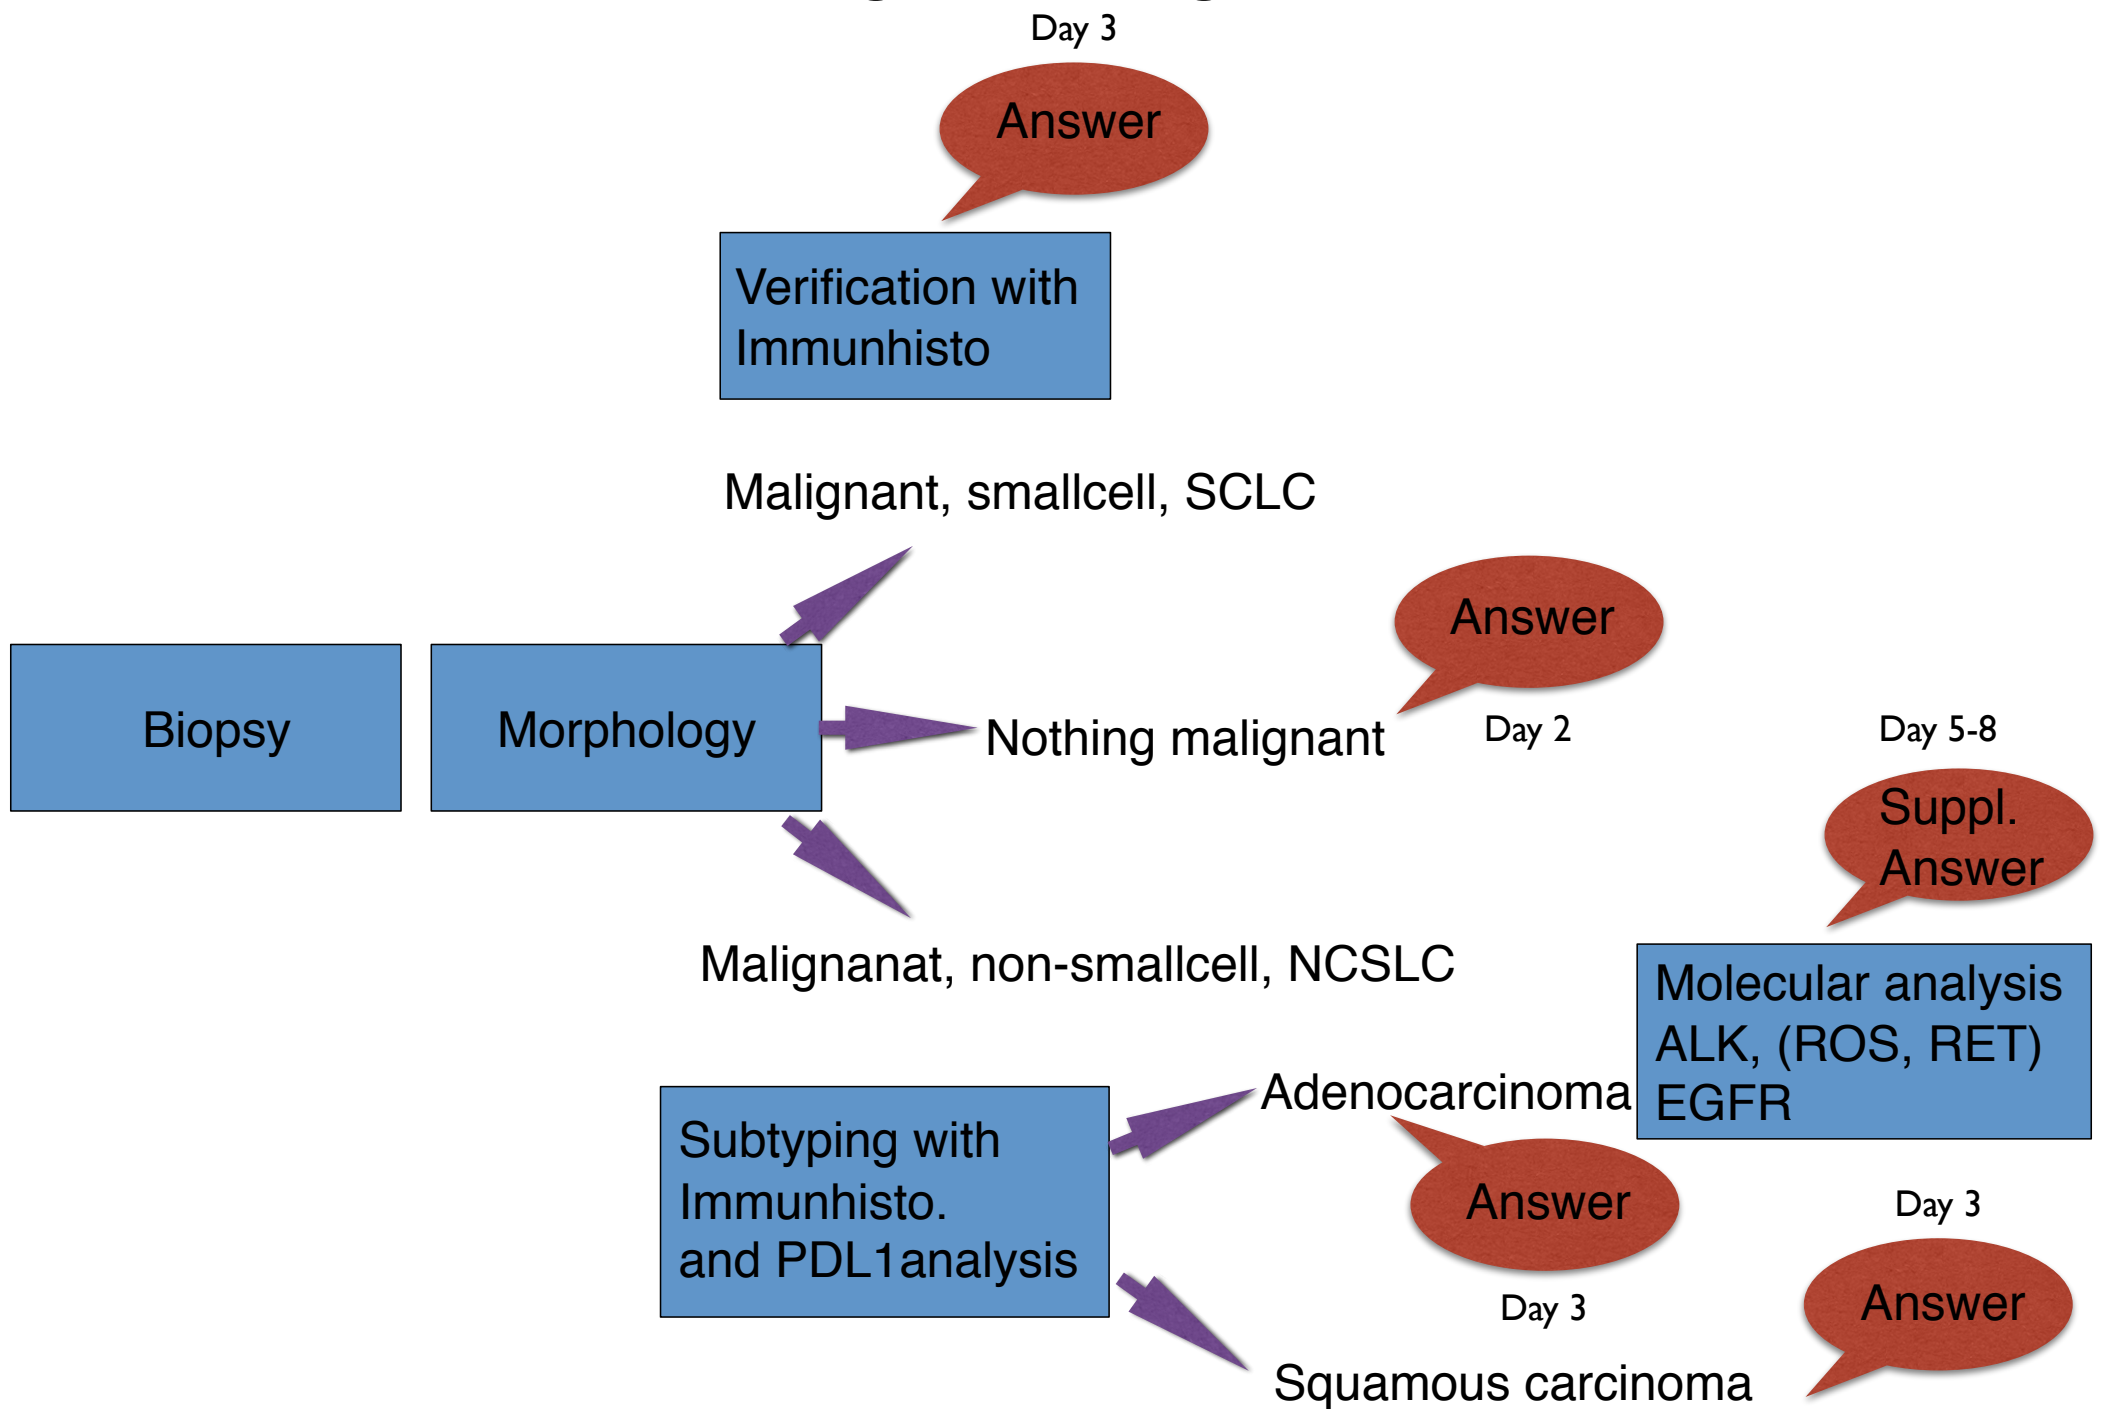 Day 3
Answer
Verification with
Immunhisto
Malignant, smallcell, SCLC
Answer
Biopsy
Morphology
Nothing malignant
Day 2
Day 5-8
Suppl.
Answer
Malignanat, non-smallcell, NCSLC
Molecular analysis
ALK, (ROS, RET)
EGFR
Adenocarcinoma
Subtyping with
Immunhisto.
and PDL1analysis
Answer
Day 3
Day 3
Answer
Squamous carcinoma